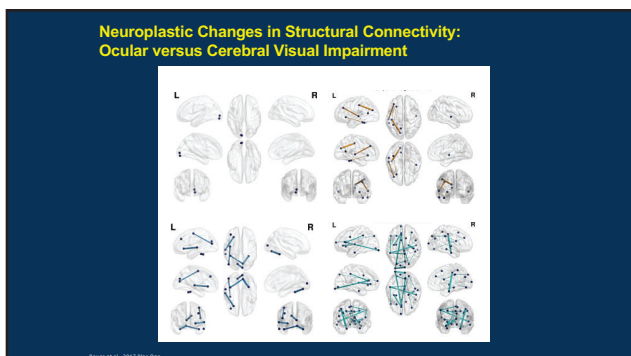 Neuroplastic Changes in Structural Connectivity:
Ocular versus Cerebral Visual Impairment
L R L R
L R L R